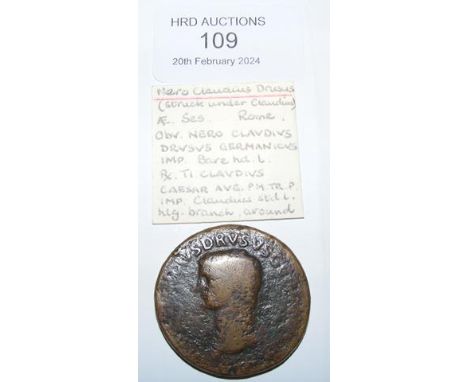 HRD AUCTIONS
109
20th February 2024
Nero Claudius Drusus
(struck under Claudius)
Æ. Ses. Rome.
Obv. NERO CLAVDIVS
DRVSVS GERMANICVS
IMP. Bare hd. l.
Rx. TI. CLAVDIVS
CAESAR AVG. P.M. TR. P.
IMP. Claudius std. l.
hlg. branch, around
VSDRVSVS